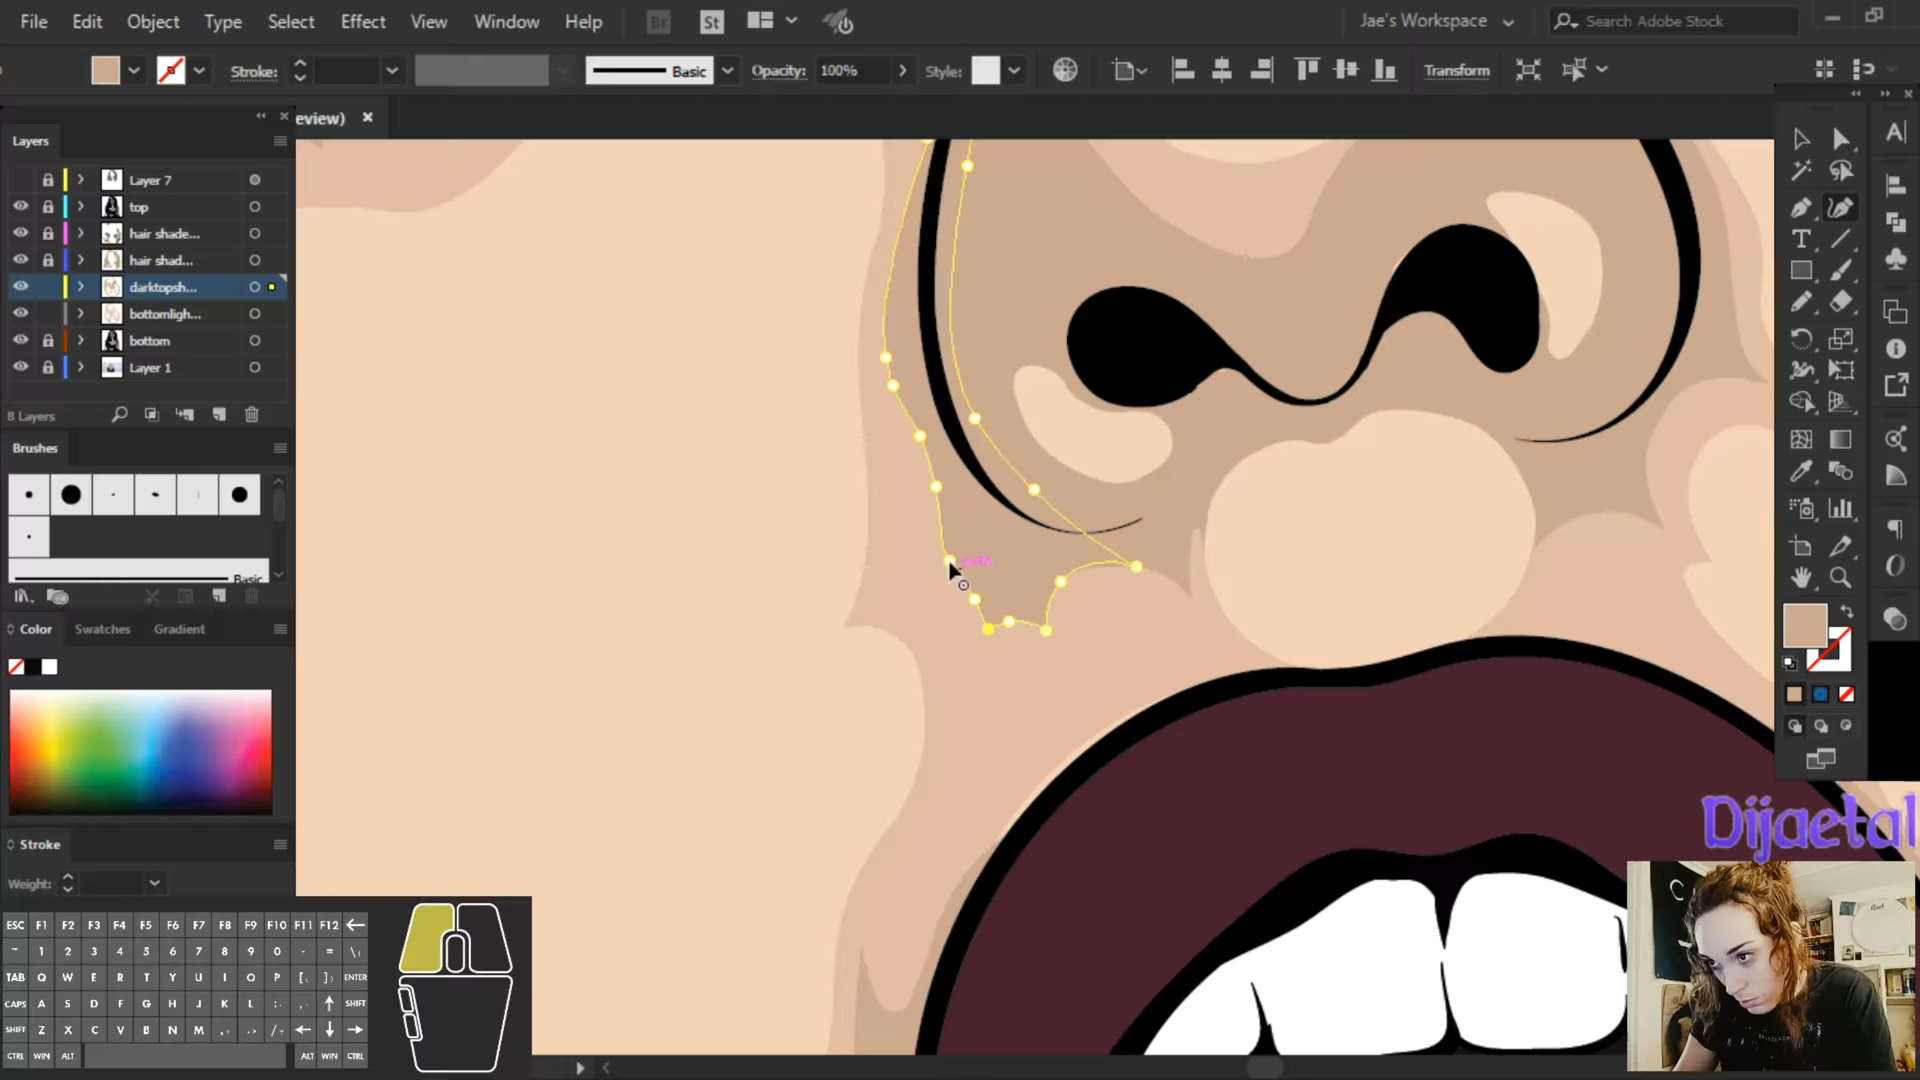 File Edit Object Type Select Effect View Window Help Br St Jae's Workspace Search Adobe Stock
Stroke: Basic Opacity: 100% Style: Transform
eview) ×
Layers
Layer 7
top
hair shade...
hair shad...
darktopsh...
bottomligh...
bottom
Layer 1
8 Layers
Brushes
Basic
Color Swatches Gradient
Stroke
Weight:
ESC F1 F2 F3 F4 F5 F6 F7 F8 F9 F10 F11 F12
~ 1 2 3 4 5 6 7 8 9 0 - = \
TAB Q W E R T Y U I O P [ ] ENTER
CAPS A S D F G H J K L ; SHIFT
SHIFT Z X C V B N M , . /
CTRL WIN ALT ALT WIN CTRL
Dijaetal